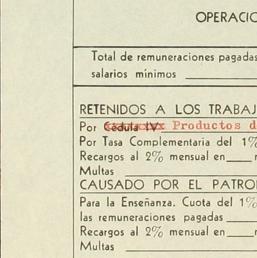 OPERACIO
Total de remuneraciones pagadas
salarios mínimos
RETENIDOS A LOS TRABAJ
Por Cédula IV. Productos d
Por Tasa Complementaria del 1%
Recargos al 2% mensual en
Multas
CAUSADO POR EL PATRO
Para la Enseñanza. Cuota del 1%
las remuneraciones pagadas
Recargos al 2% mensual en
Multas